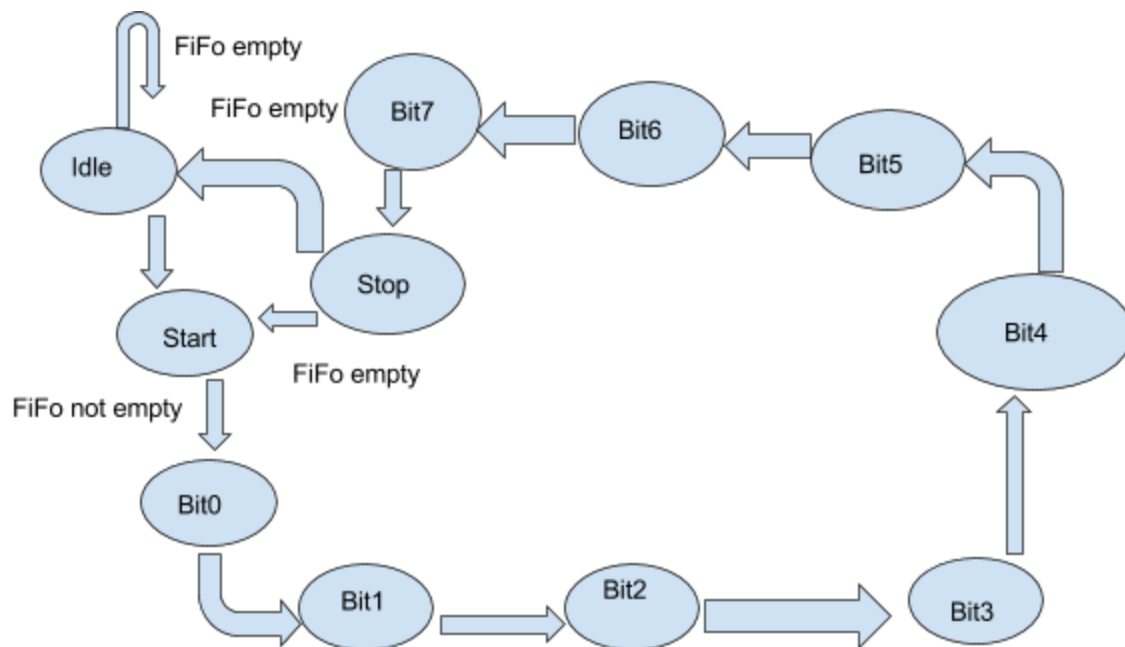 FiFo empty
FiFo empty
Bit7
Bit6
Bit5
Idle
Stop
Start
Bit4
FiFo empty
FiFo not empty
Bit0
Bit1
Bit2
Bit3